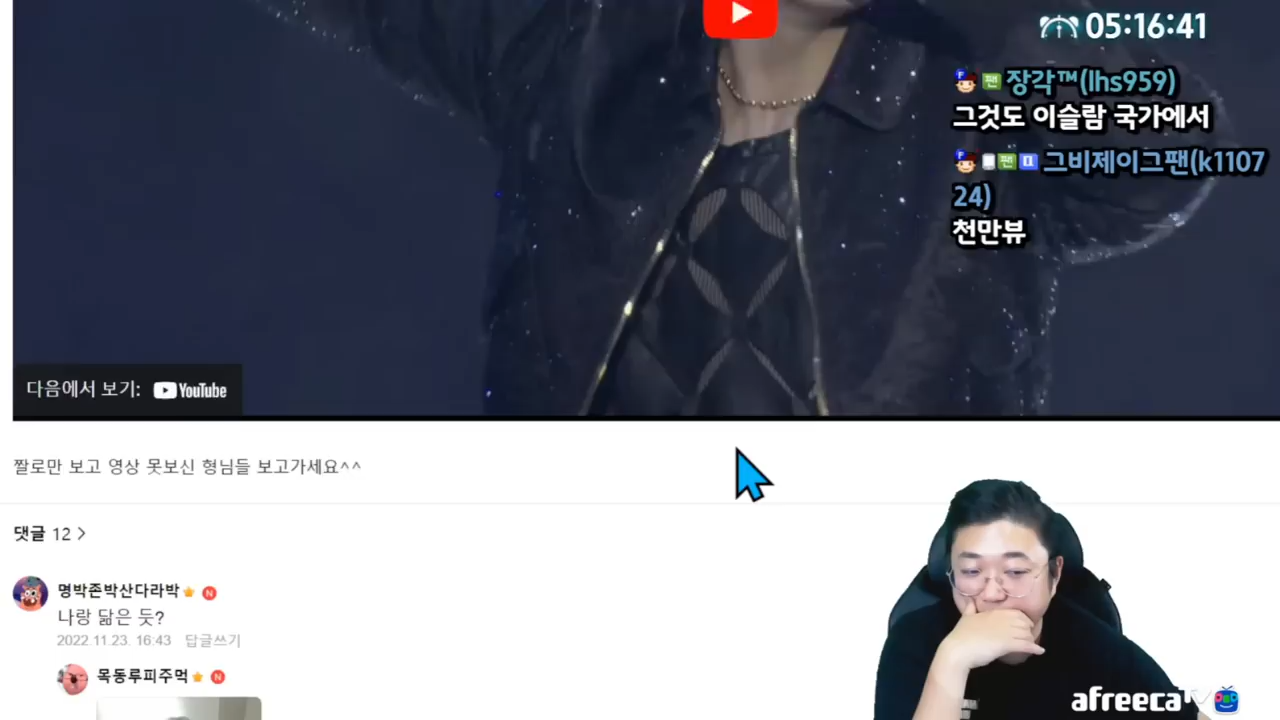 05:16:41
팬 장각™(lhs959)
그것도 이슬람 국가에서
팬 그비제이그팬(k1107
24)
천만뷰
다음에서 보기: YouTube
짤로만 보고 영상 못보신 형님들 보고가세요^^
댓글 12 >
명박존박산다라박 N
나랑 닮은 듯?
2022.11.23. 16:43 답글쓰기
목동루피주먹 N
afreecaTV